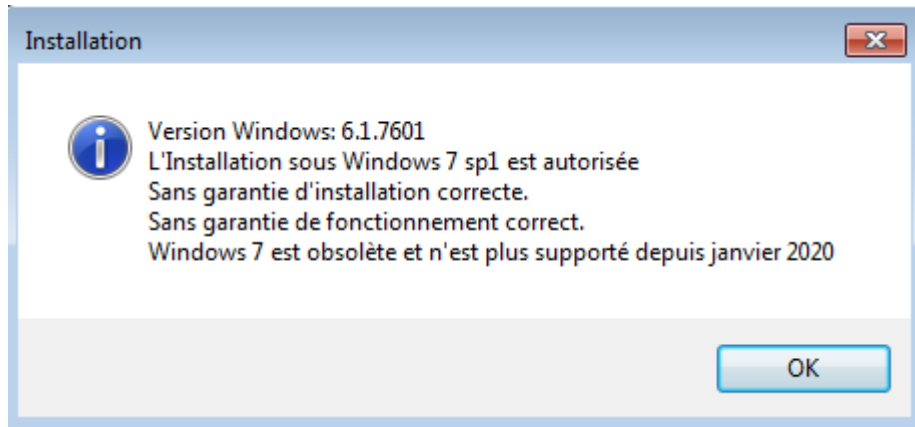 Installation
Version Windows: 6.1.7601
L'Installation sous Windows 7 sp1 est autorisée
Sans garantie d'installation correcte.
Sans garantie de fonctionnement correct.
Windows 7 est obsolète et n'est plus supporté depuis janvier 2020
OK